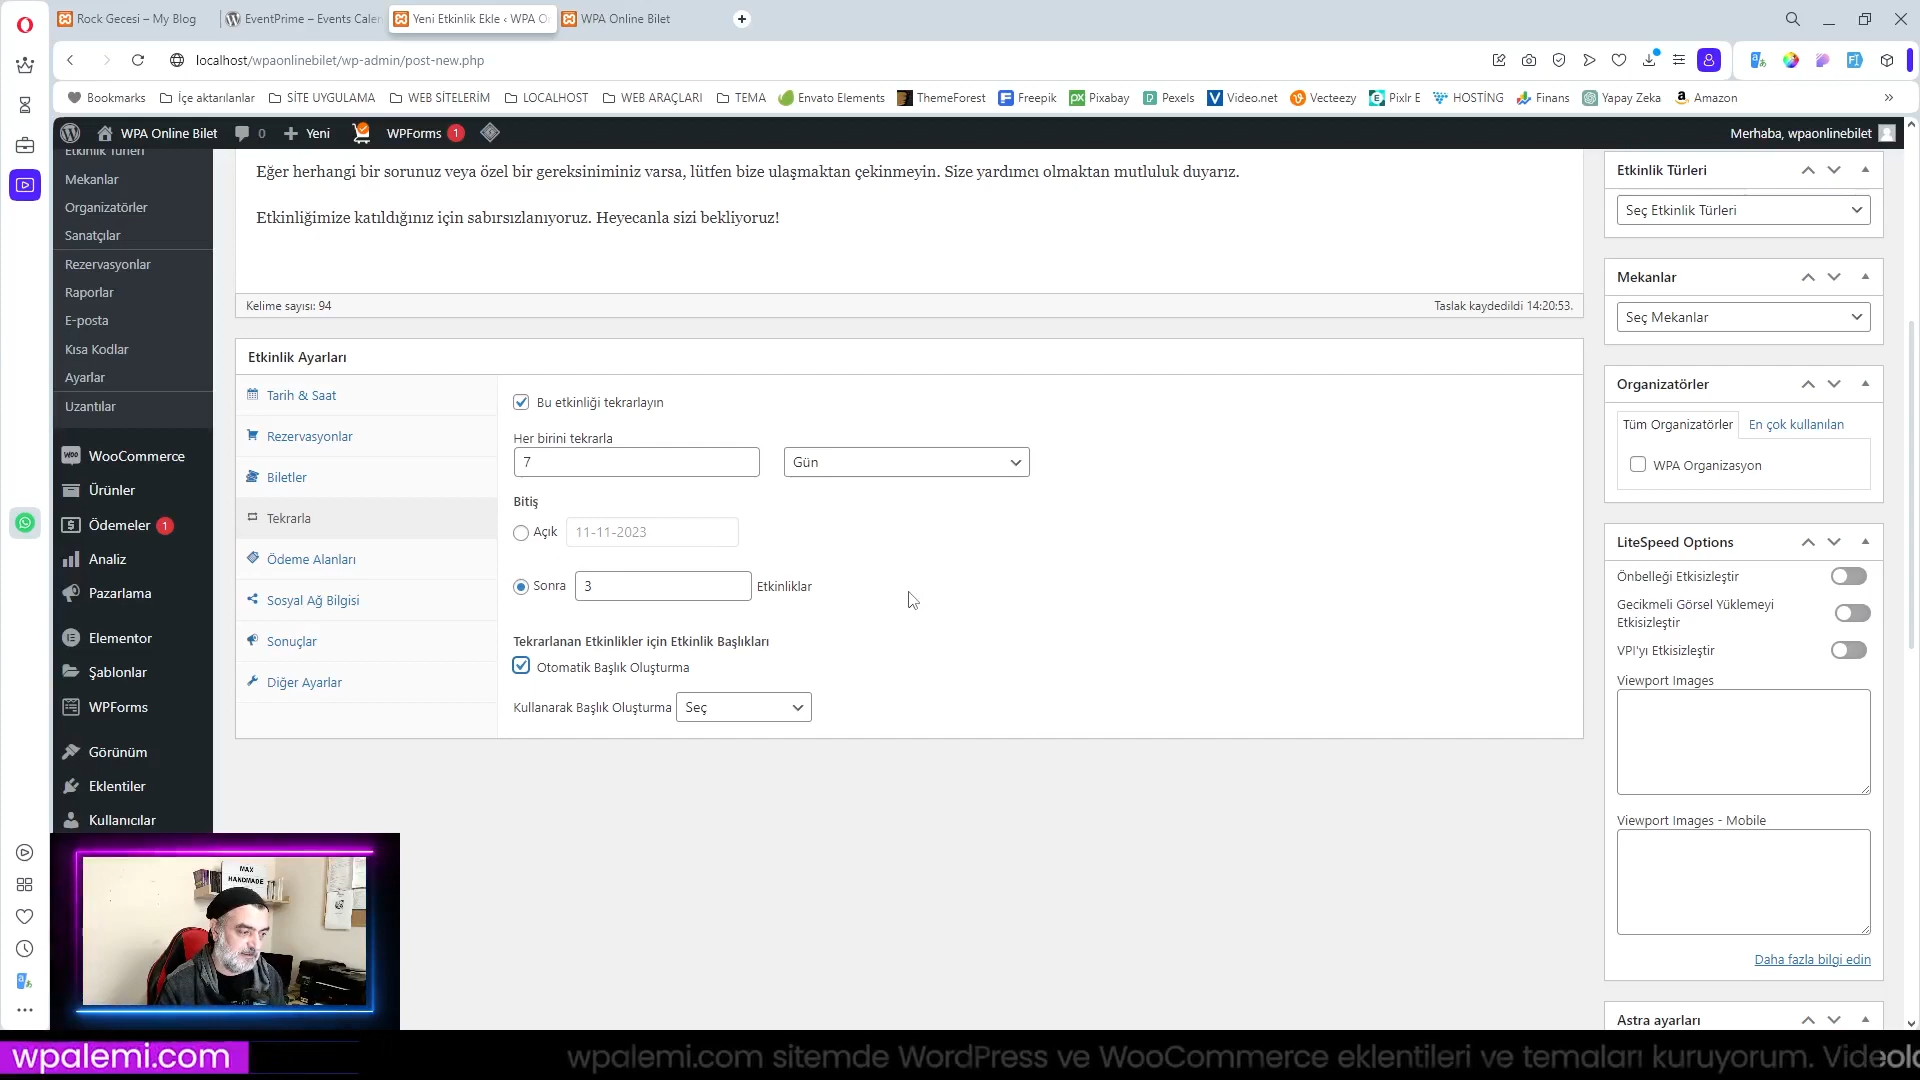 Rock Gecesi – My Blog
EventPrime – Events Calen
Yeni Etkinlik Ekle ‹ WPA O
WPA Online Bilet
localhost/wpaonlinebilet/wp-admin/post-new.php
Bookmarks
İçe aktarılanlar
SİTE UYGULAMA
WEB SİTELERİM
LOCALHOST
WEB ARAÇLARI
TEMA
Envato Elements
ThemeForest
Freepik
Pixabay
Pexels
Video.net
Vecteezy
Pixlr E
HOSTİNG
Finans
Yapay Zeka
Amazon
WPA Online Bilet
0
Yeni
WPForms 1
Merhaba, wpaonlinebilet
Etkinlik Türleri
Mekanlar
Organizatörler
Sanatçılar
Rezervasyonlar
Raporlar
E-posta
Kısa Kodlar
Ayarlar
Uzantılar
WooCommerce
Ürünler
Ödemeler 1
Analiz
Pazarlama
Elementor
Şablonlar
WPForms
Görünüm
Eklentiler
Kullanıcılar
Eğer herhangi bir sorunuz veya özel bir gereksiniminiz varsa, lütfen bize ulaşmaktan çekinmeyin. Size yardımcı olmaktan mutluluk duyarız.
Etkinliğimize katıldığınız için sabırsızlanıyoruz. Heyecanla sizi bekliyoruz!
Kelime sayısı: 94
Taslak kaydedildi 14:20:53.
Etkinlik Ayarları
Tarih & Saat
Rezervasyonlar
Biletler
Tekrarla
Ödeme Alanları
Sosyal Ağ Bilgisi
Sonuçlar
Diğer Ayarlar
Bu etkinliği tekrarlayın
Her birini tekrarla
7
Gün
Bitiş
Açık 11-11-2023
Sonra 3 Etkinlikler
Tekrarlanan Etkinlikler için Etkinlik Başlıkları
Otomatik Başlık Oluşturma
Kullanarak Başlık Oluşturma Seç
Etkinlik Türleri
Seç Etkinlik Türleri
Mekanlar
Seç Mekanlar
Organizatörler
Tüm Organizatörler
En çok kullanılan
WPA Organizasyon
LiteSpeed Options
Önbelleği Etkisizleştir
Gecikmeli Görsel Yüklemeyi
Etkisizleştir
VPI'yı Etkisizleştir
Viewport Images
Viewport Images - Mobile
Daha fazla bilgi edin
Astra ayarları
MAX
HANDMADE
wpalemi.com
wpalemi.com sitemde WordPress ve WooCommerce eklentileri ve temaları kuruyorum. Videolo